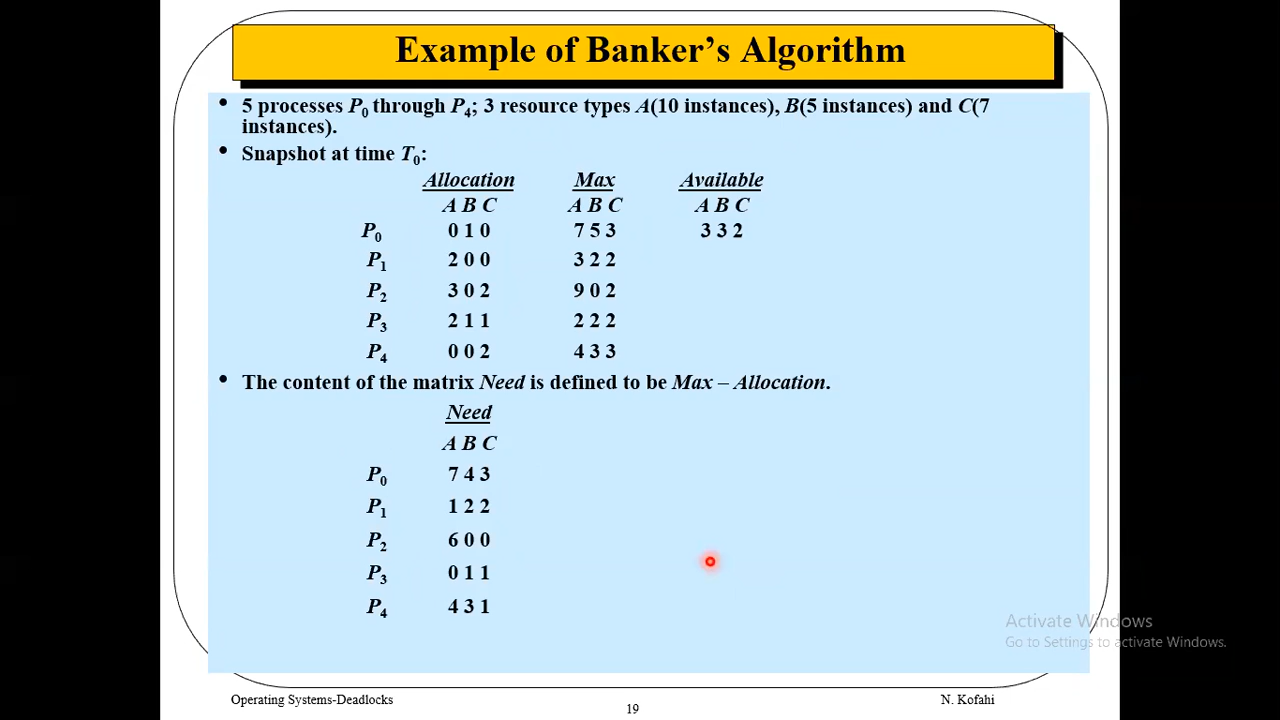 Example of Banker's Algorithm
• 5 processes P0 through P4; 3 resource types A(10 instances), B(5 instances) and C(7
instances).
• Snapshot at time T0:
Allocation Max Available
A B C A B C A B C
P0 0 1 0 7 5 3 3 3 2
P1 2 0 0 3 2 2
P2 3 0 2 9 0 2
P3 2 1 1 2 2 2
P4 0 0 2 4 3 3
• The content of the matrix Need is defined to be Max – Allocation.
Need
A B C
P0 7 4 3
P1 1 2 2
P2 6 0 0
P3 0 1 1
P4 4 3 1
Activate Windows
Go to Settings to activate Windows.
Operating Systems-Deadlocks
19
N. Kofahi